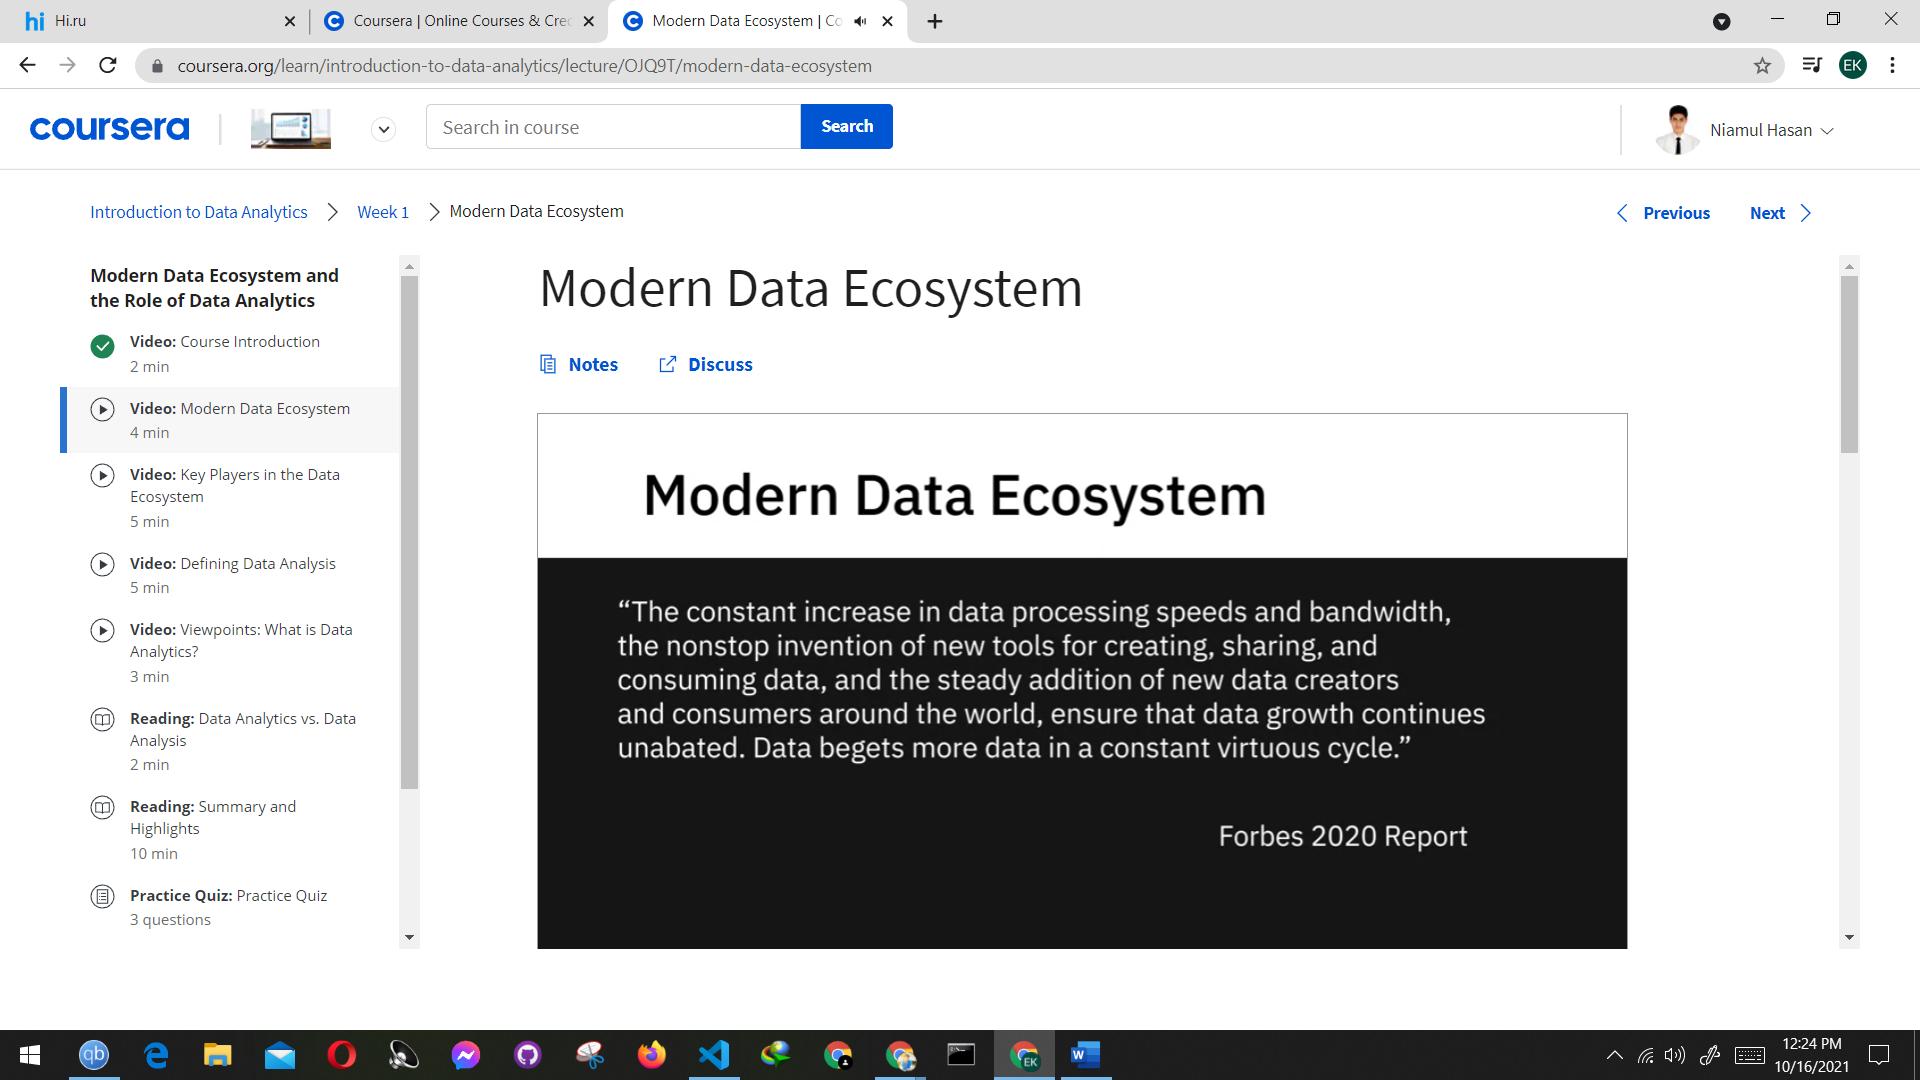 Hi.ru
Coursera | Online Courses & Crec
Modern Data Ecosystem | Co
coursera.org/learn/introduction-to-data-analytics/lecture/OJQ9T/modern-data-ecosystem
EK
coursera
Search in course
Search
Niamul Hasan
Introduction to Data Analytics
Week 1
Modern Data Ecosystem
Previous
Next
Modern Data Ecosystem and
the Role of Data Analytics
Video: Course Introduction
2 min
Video: Modern Data Ecosystem
4 min
Video: Key Players in the Data
Ecosystem
5 min
Video: Defining Data Analysis
5 min
Video: Viewpoints: What is Data
Analytics?
3 min
Reading: Data Analytics vs. Data
Analysis
2 min
Reading: Summary and
Highlights
10 min
Practice Quiz: Practice Quiz
3 questions
Modern Data Ecosystem
Notes
Discuss
Modern Data Ecosystem
“The constant increase in data processing speeds and bandwidth,
the nonstop invention of new tools for creating, sharing, and
consuming data, and the steady addition of new data creators
and consumers around the world, ensure that data growth continues
unabated. Data begets more data in a constant virtuous cycle.”
Forbes 2020 Report
12:24 PM
10/16/2021